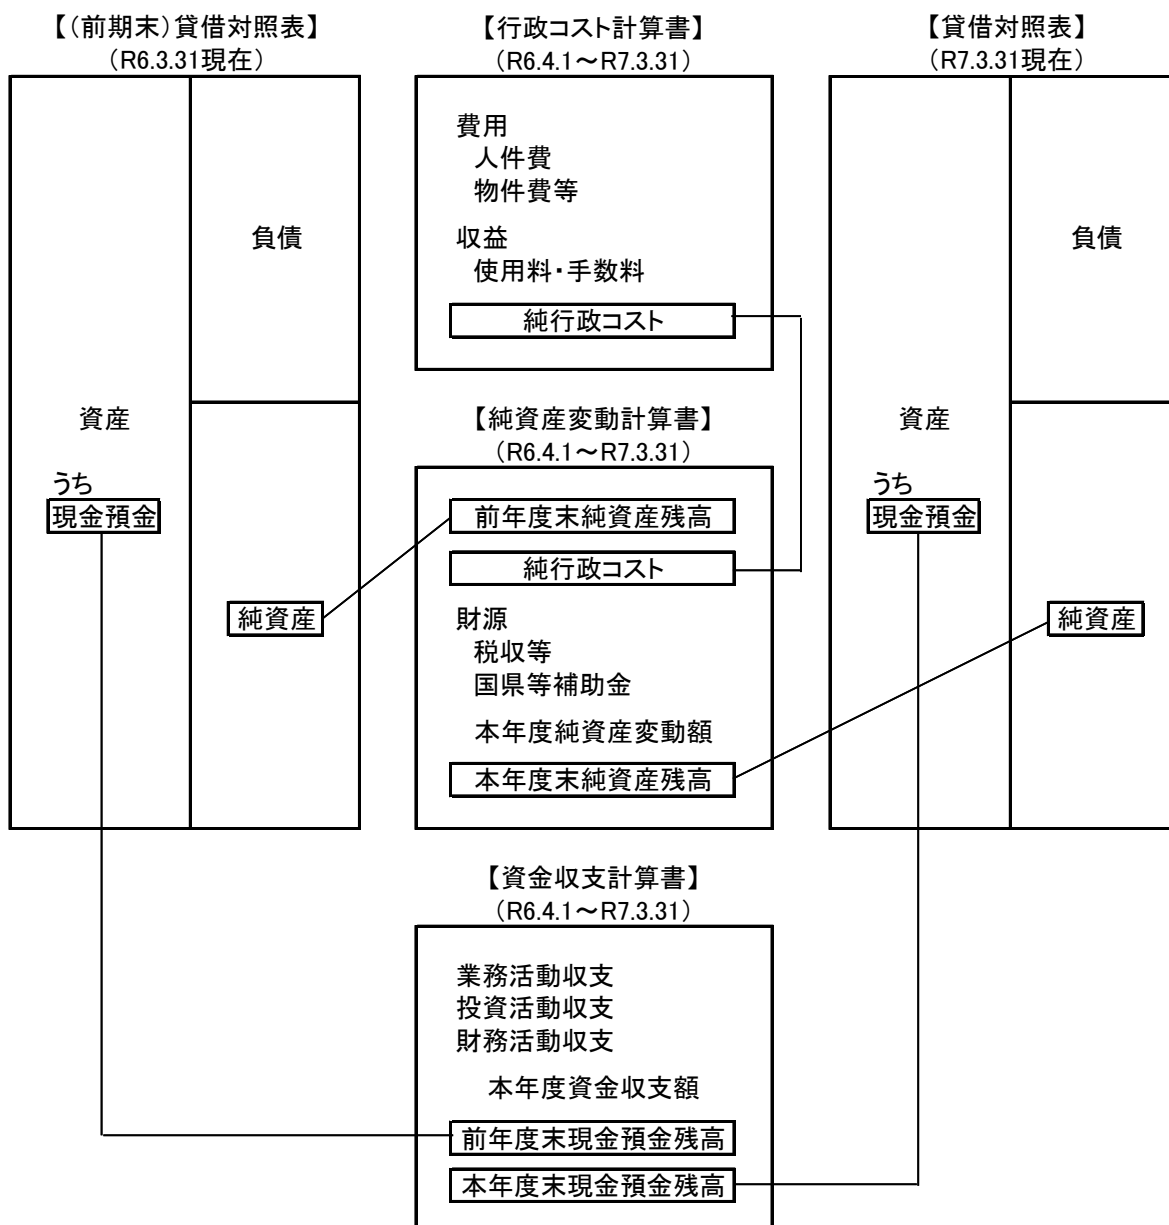 【(前期末)貸借対照表】
(R6.3.31現在)
資産
うち
現金預金
負債
純資産
【行政コスト計算書】
(R6.4.1～R7.3.31)
費用
人件費
物件費等
収益
使用料・手数料
純行政コスト
【純資産変動計算書】
(R6.4.1～R7.3.31)
前年度末純資産残高
純行政コスト
財源
税収等
国県等補助金
本年度純資産変動額
本年度末純資産残高
【資金収支計算書】
(R6.4.1～R7.3.31)
業務活動収支
投資活動収支
財務活動収支
本年度資金収支額
前年度末現金預金残高
本年度末現金預金残高
【貸借対照表】
(R7.3.31現在)
資産
うち
現金預金
負債
純資産